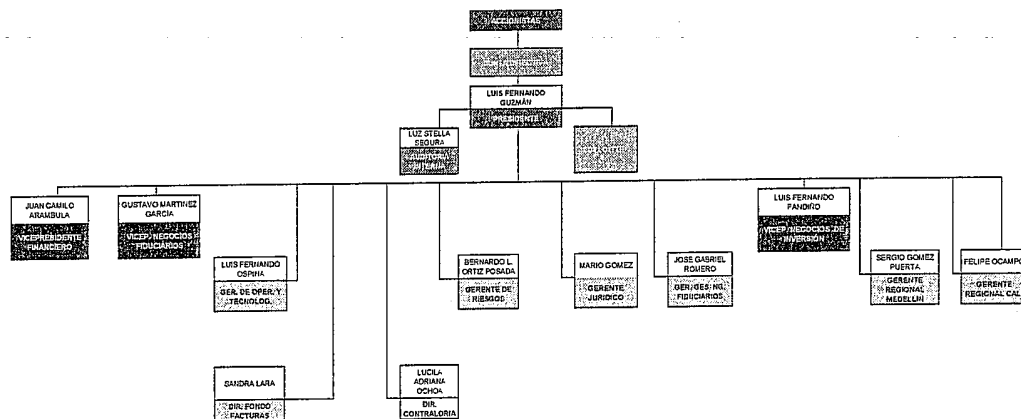 ACCIONISTAS
LUIS FERNANDO
GUZMÁN
PRESIDENTE
LUZ STELLA
SEGURA
JUAN CAMILO
ARAMBULA
VICEPRESIDENTE
FINANCIERO
GUSTAVO MARTINEZ
GARCÍA
VICEP. NEGOCIOS
FIDUCIARIOS
LUIS FERNANDO
PANDIÑO
VICEP. NEGOCIOS DE
INVERSIÓN
LUIS FERNANDO
OSPINA
GER. DE OPER. Y
TECNOLOG.
BERNARDO L.
ORTIZ POSADA
GERENTE DE
RIESGOS
MARIO GOMEZ
GERENTE
JURIDICO
JOSE GABRIEL
ROMERO
GER. GES. NG.
FIDUCIARIOS
SERGIO GOMEZ
PUERTA
GERENTE
REGIONAL
MEDELLIN
FELIPE OCAMPO
GERENTE
REGIONAL CALI
SANDRA LARA
DIR. FONDO
FACTURAS
LUCILA
ADRIANA
OCHOA
DIR.
CONTRALORIA